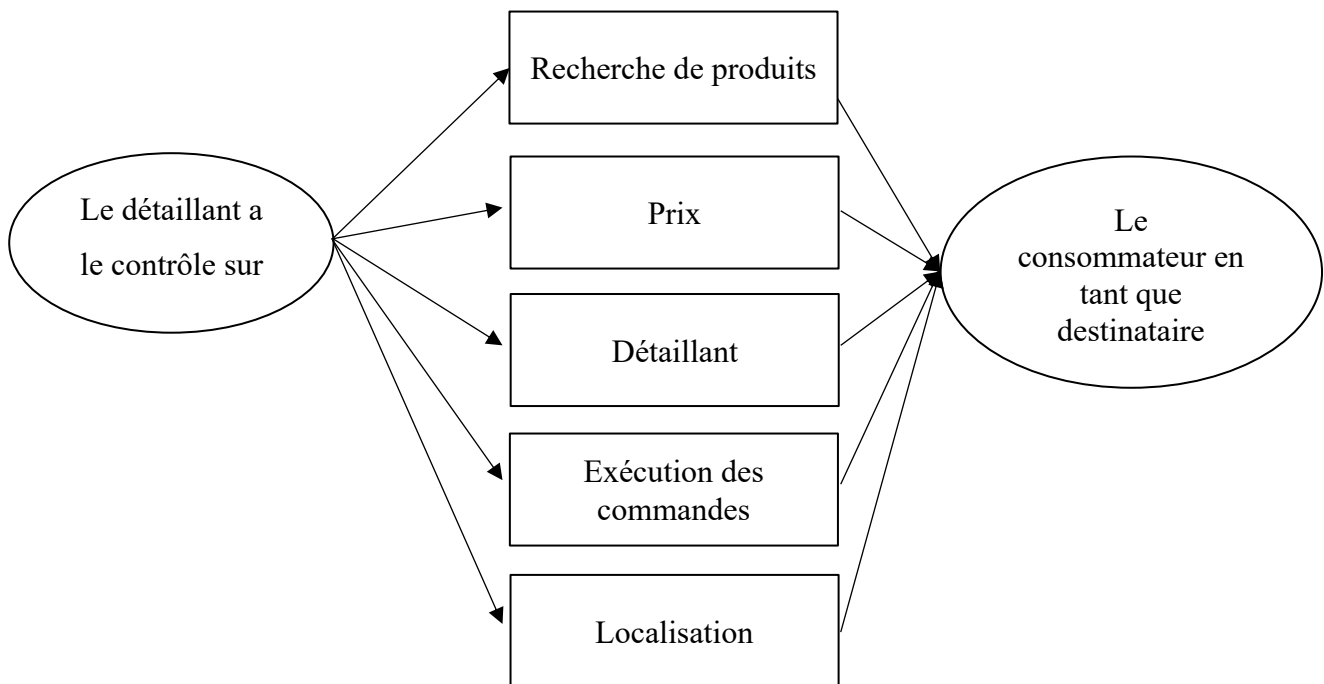 Le détaillant a
le contrôle sur
Recherche de produits
Prix
Détaillant
Exécution des
commandes
Localisation
Le
consommateur en
tant que
destinataire